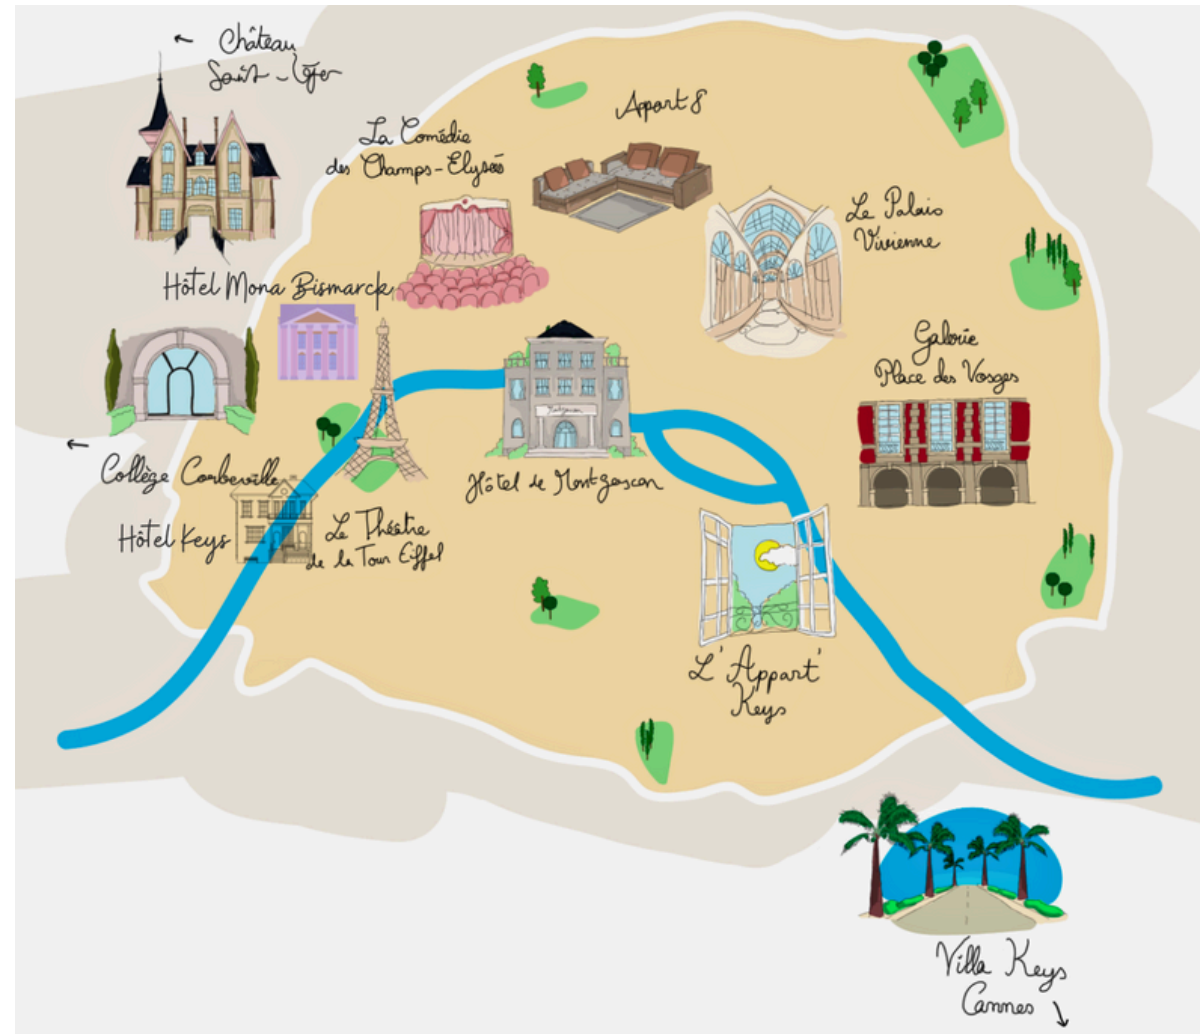 Château
Saint-Léger
La Comédie
des Champs-Elysées
Appart 8
Le Palais
Vivienne
Hôtel Mona Bismarck
Galerie
Place des Vosges
Collège Corbeville
Hôtel de Montgascon
Hôtel Keys
Le Théâtre
de la Tour Eiffel
L'Appart'
Keys
Villa Keys
Cannes